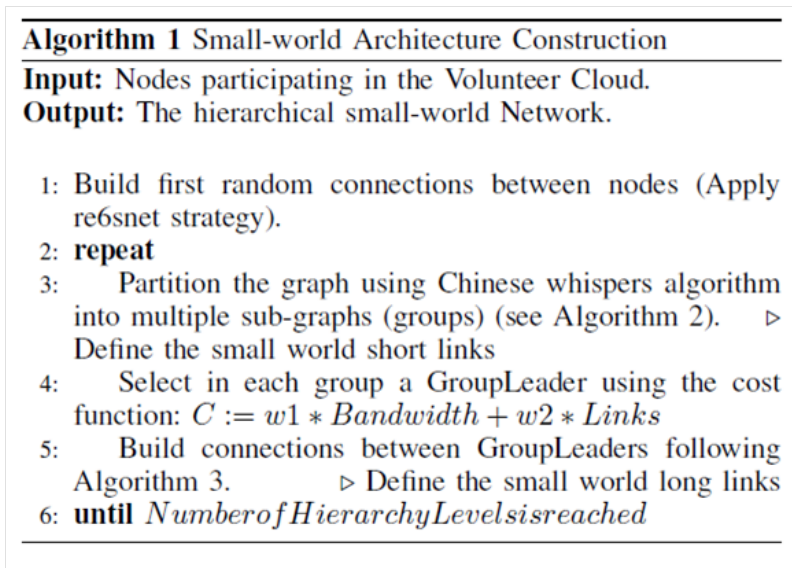 Algorithm 1 Small-world Architecture Construction
Input: Nodes participating in the Volunteer Cloud.
Output: The hierarchical small-world Network.
1: Build first random connections between nodes (Apply
re6snet strategy).
2: repeat
3: Partition the graph using Chinese whispers algorithm
into multiple sub-graphs (groups) (see Algorithm 2). ▷
Define the small world short links
4: Select in each group a GroupLeader using the cost
function: C := w1 ∗ Bandwidth + w2 ∗ Links
5: Build connections between GroupLeaders following
Algorithm 3. ▷ Define the small world long links
6: until NumberofHierarchyLevelsisreached